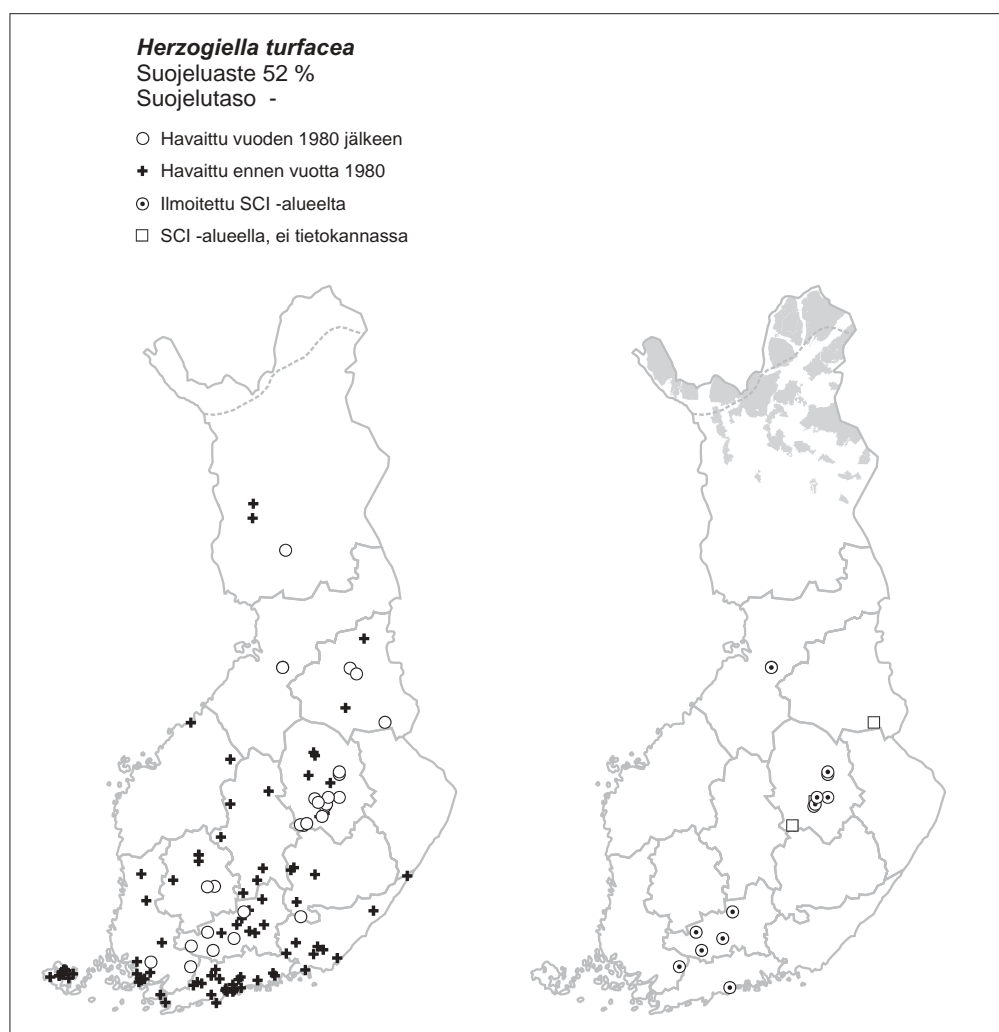 Herzogiella turfacea
Suojeluaste 52 %
Suojelutaso -
Havaittu vuoden 1980 jälkeen
Havaittu ennen vuotta 1980
Ilmoitettu SCI -alueelta
SCI -alueella, ei tietokannassa